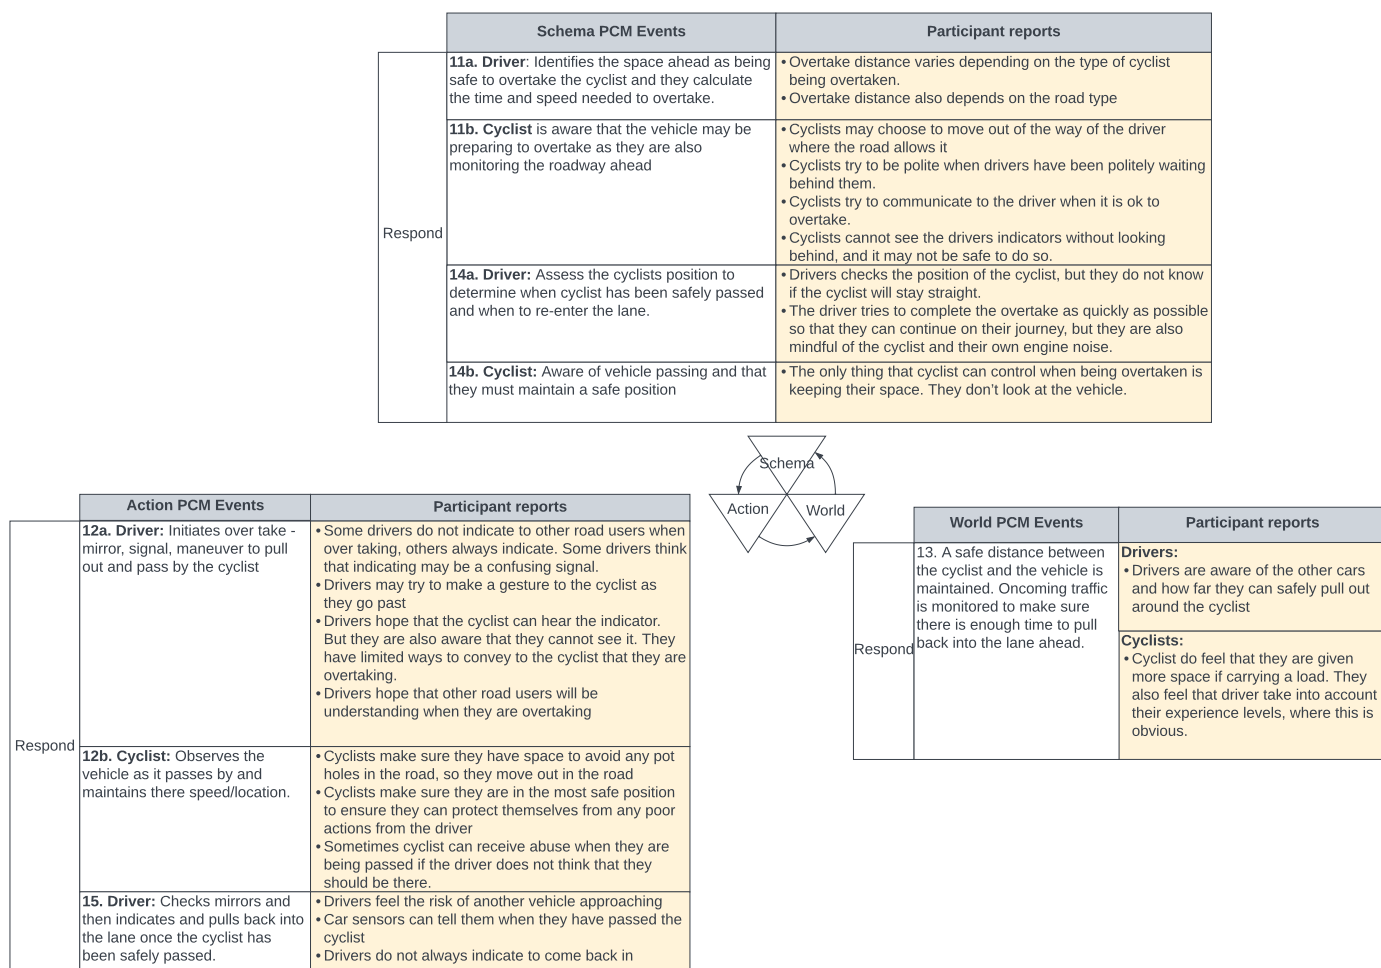 Schema PCM Events
Participant reports
Respond
11a. Driver: Identifies the space ahead as being
safe to overtake the cyclist and they calculate
the time and speed needed to overtake.
• Overtake distance varies depending on the type of cyclist
being overtaken.
• Overtake distance also depends on the road type
11b. Cyclist is aware that the vehicle may be
preparing to overtake as they are also
monitoring the roadway ahead
• Cyclists may choose to move out of the way of the driver
where the road allows it
• Cyclists try to be polite when drivers have been politely waiting
behind them.
• Cyclists try to communicate to the driver when it is ok to
overtake.
• Cyclists cannot see the drivers indicators without looking
behind, and it may not be safe to do so.
14a. Driver: Assess the cyclists position to
determine when cyclist has been safely passed
and when to re-enter the lane.
• Drivers checks the position of the cyclist, but they do not know
if the cyclist will stay straight.
• The driver tries to complete the overtake as quickly as possible
so that they can continue on their journey, but they are also
mindful of the cyclist and their own engine noise.
14b. Cyclist: Aware of vehicle passing and that
they must maintain a safe position
• The only thing that cyclist can control when being overtaken is
keeping their space. They don’t look at the vehicle.
Schema
Action
World
Action PCM Events
Participant reports
Respond
12a. Driver: Initiates over take -
mirror, signal, maneuver to pull
out and pass by the cyclist
• Some drivers do not indicate to other road users when
over taking, others always indicate. Some drivers think
that indicating may be a confusing signal.
• Drivers may try to make a gesture to the cyclist as
they go past
• Drivers hope that the cyclist can hear the indicator.
But they are also aware that they cannot see it. They
have limited ways to convey to the cyclist that they are
overtaking.
• Drivers hope that other road users will be
understanding when they are overtaking
12b. Cyclist: Observes the
vehicle as it passes by and
maintains there speed/location.
• Cyclists make sure they have space to avoid any pot
holes in the road, so they move out in the road
• Cyclists make sure they are in the most safe position
to ensure they can protect themselves from any poor
actions from the driver
• Sometimes cyclist can receive abuse when they are
being passed if the driver does not think that they
should be there.
15. Driver: Checks mirrors and
then indicates and pulls back into
the lane once the cyclist has
been safely passed.
• Drivers feel the risk of another vehicle approaching
• Car sensors can tell them when they have passed the
cyclist
• Drivers do not always indicate to come back in
World PCM Events
Participant reports
Respond
13. A safe distance between
the cyclist and the vehicle is
maintained. Oncoming traffic
is monitored to make sure
there is enough time to pull
back into the lane ahead.
Drivers:
• Drivers are aware of the other cars
and how far they can safely pull out
around the cyclist
Cyclists:
• Cyclist do feel that they are given
more space if carrying a load. They
also feel that driver take into account
their experience levels, where this is
obvious.